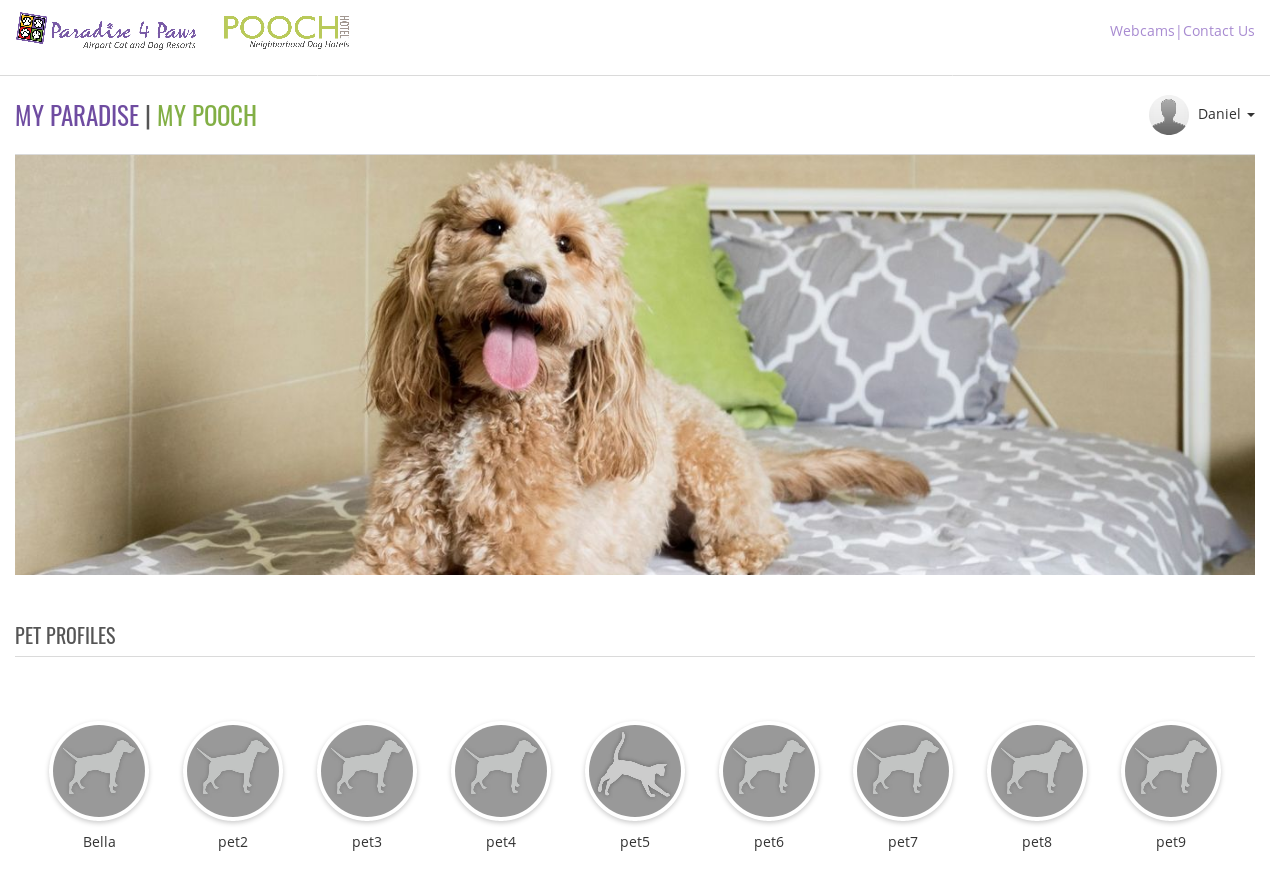 Paradise 4 Paws
Airport Cat and Dog Resorts
POOCH HOTEL
Neighborhood Dog Hotels
Webcams|Contact Us
MY PARADISE | MY POOCH
Daniel
PET PROFILES
Bella
pet2
pet3
pet4
pet5
pet6
pet7
pet8
pet9